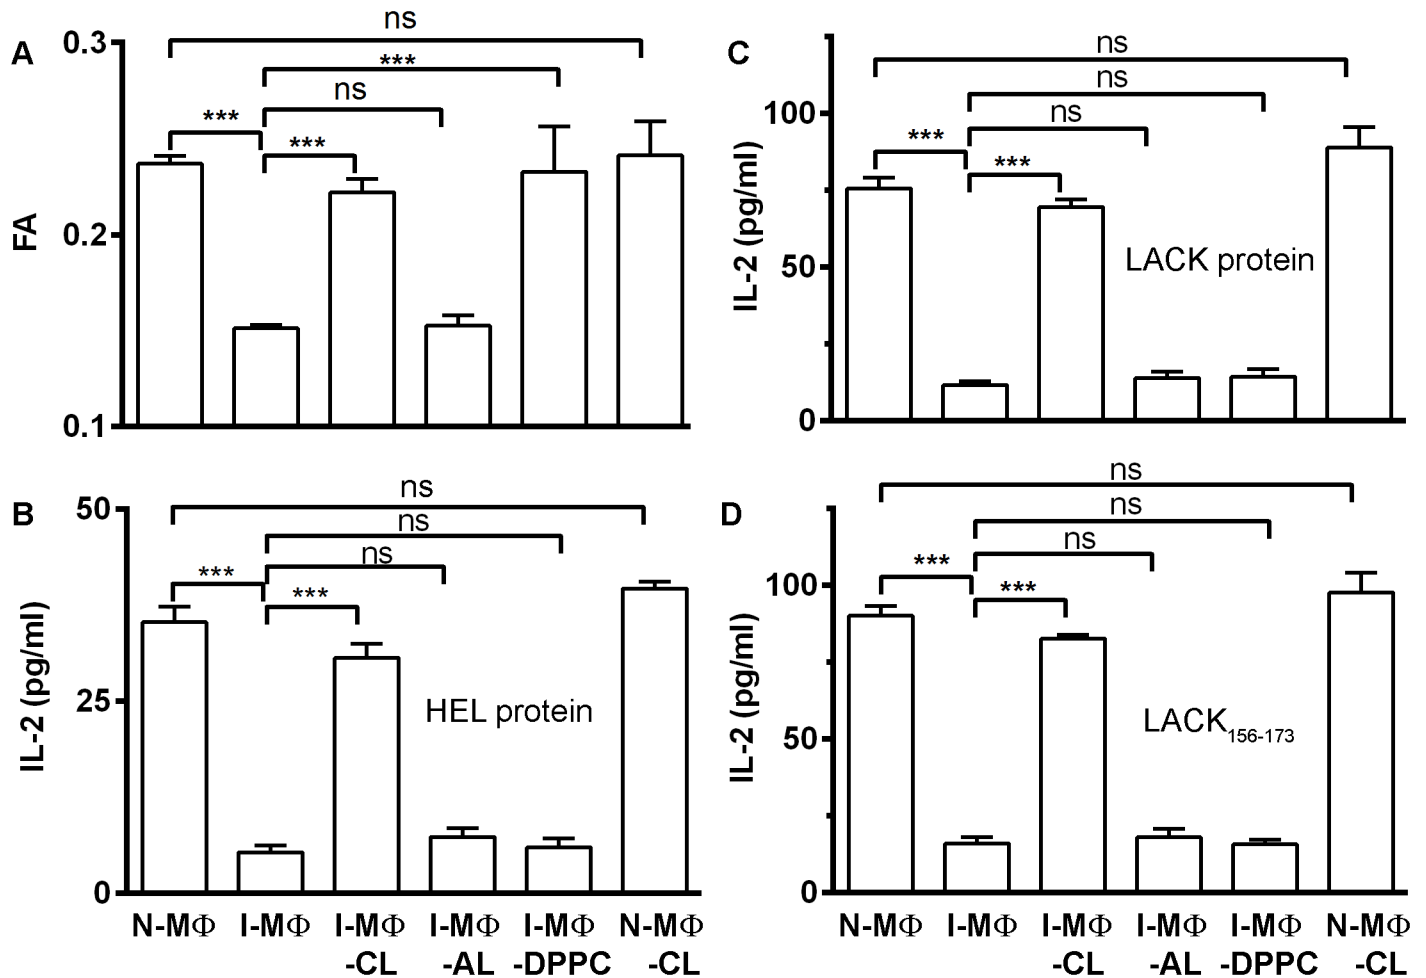 A
ns
***
ns
***
***
0.3
0.2
0.1
FA
C
ns
ns
ns
***
***
100
50
0
IL-2 (pg/ml)
LACK protein
B
ns
ns
ns
***
***
50
25
0
IL-2 (pg/ml)
HEL protein
N-MΦ I-MΦ I-MΦ I-MΦ I-MΦ N-MΦ
-CL -AL -DPPC -CL
D
ns
ns
ns
***
***
100
50
0
IL-2 (pg/ml)
LACK156-173
N-MΦ I-MΦ I-MΦ I-MΦ I-MΦ N-MΦ
-CL -AL -DPPC -CL